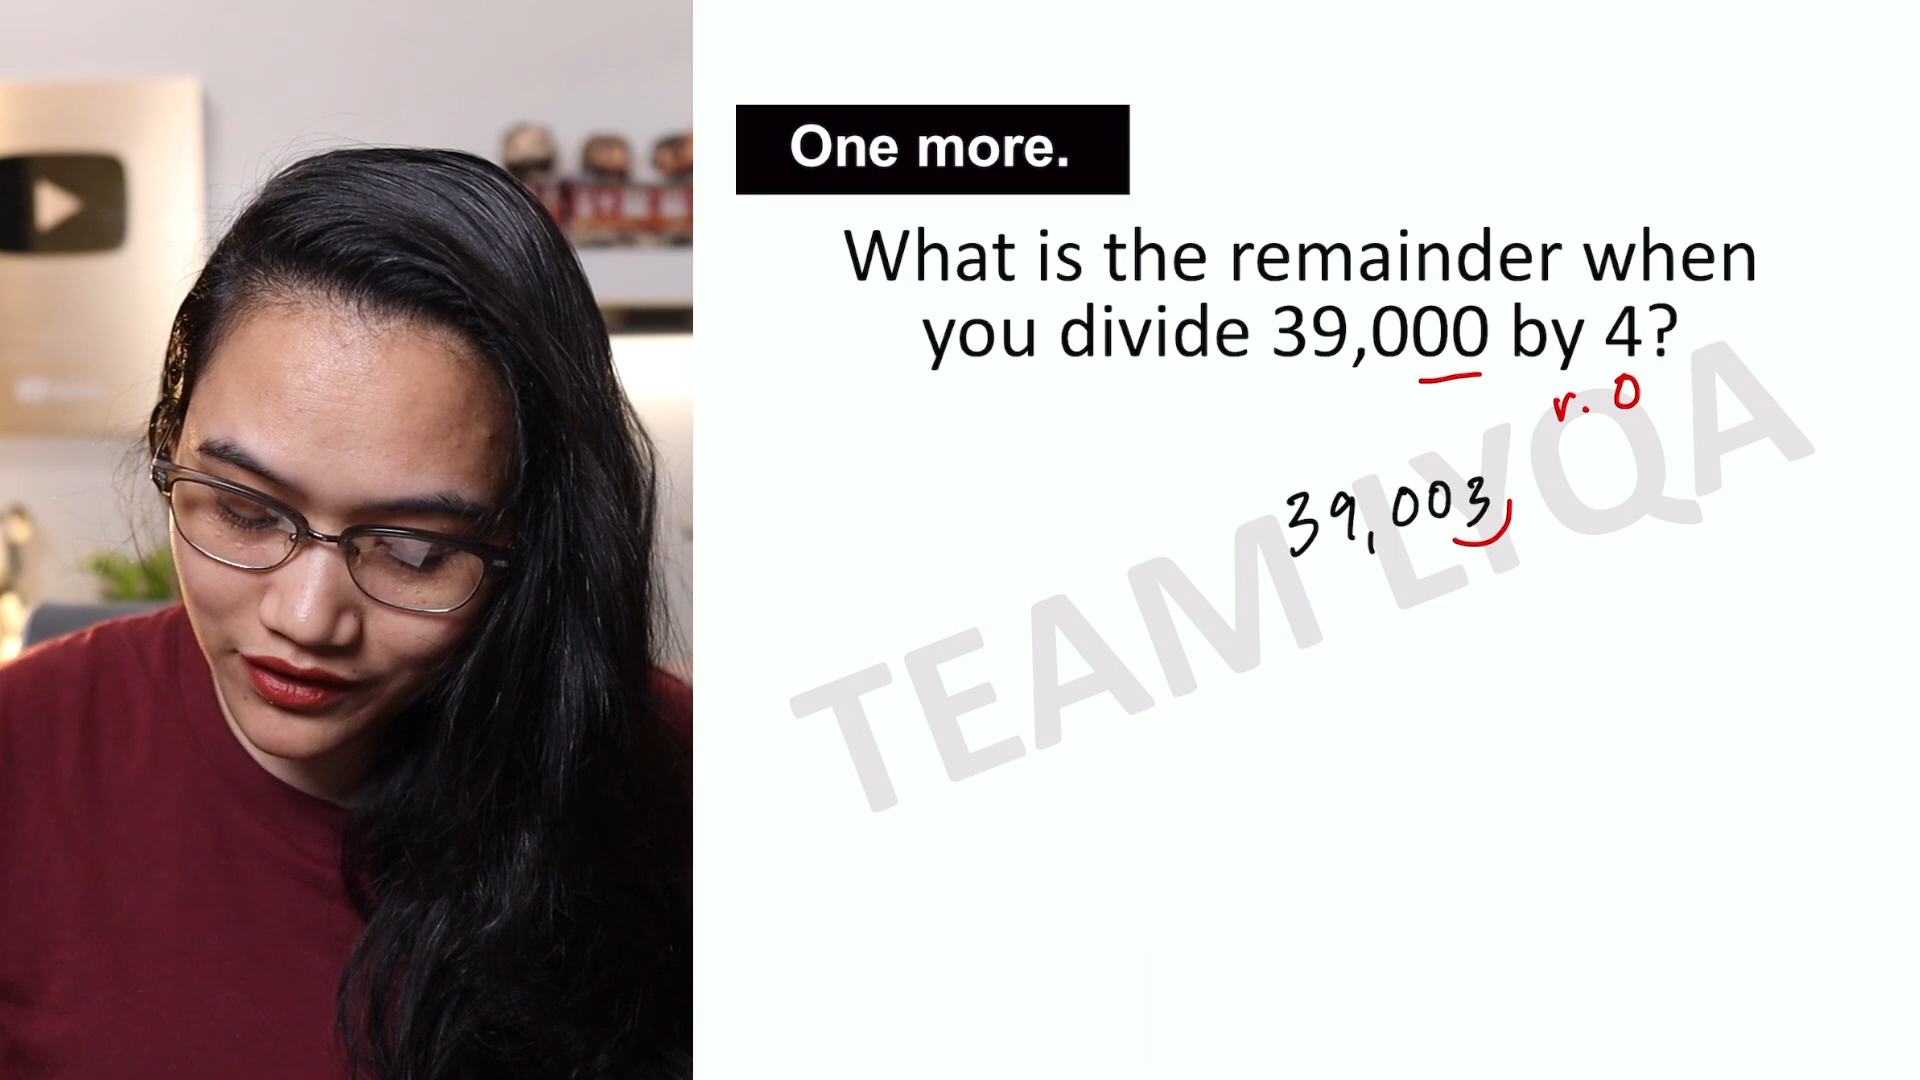 One more.
What is the remainder when
you divide 39,000 by 4?
r. 0
39,003
TEAM LYQA